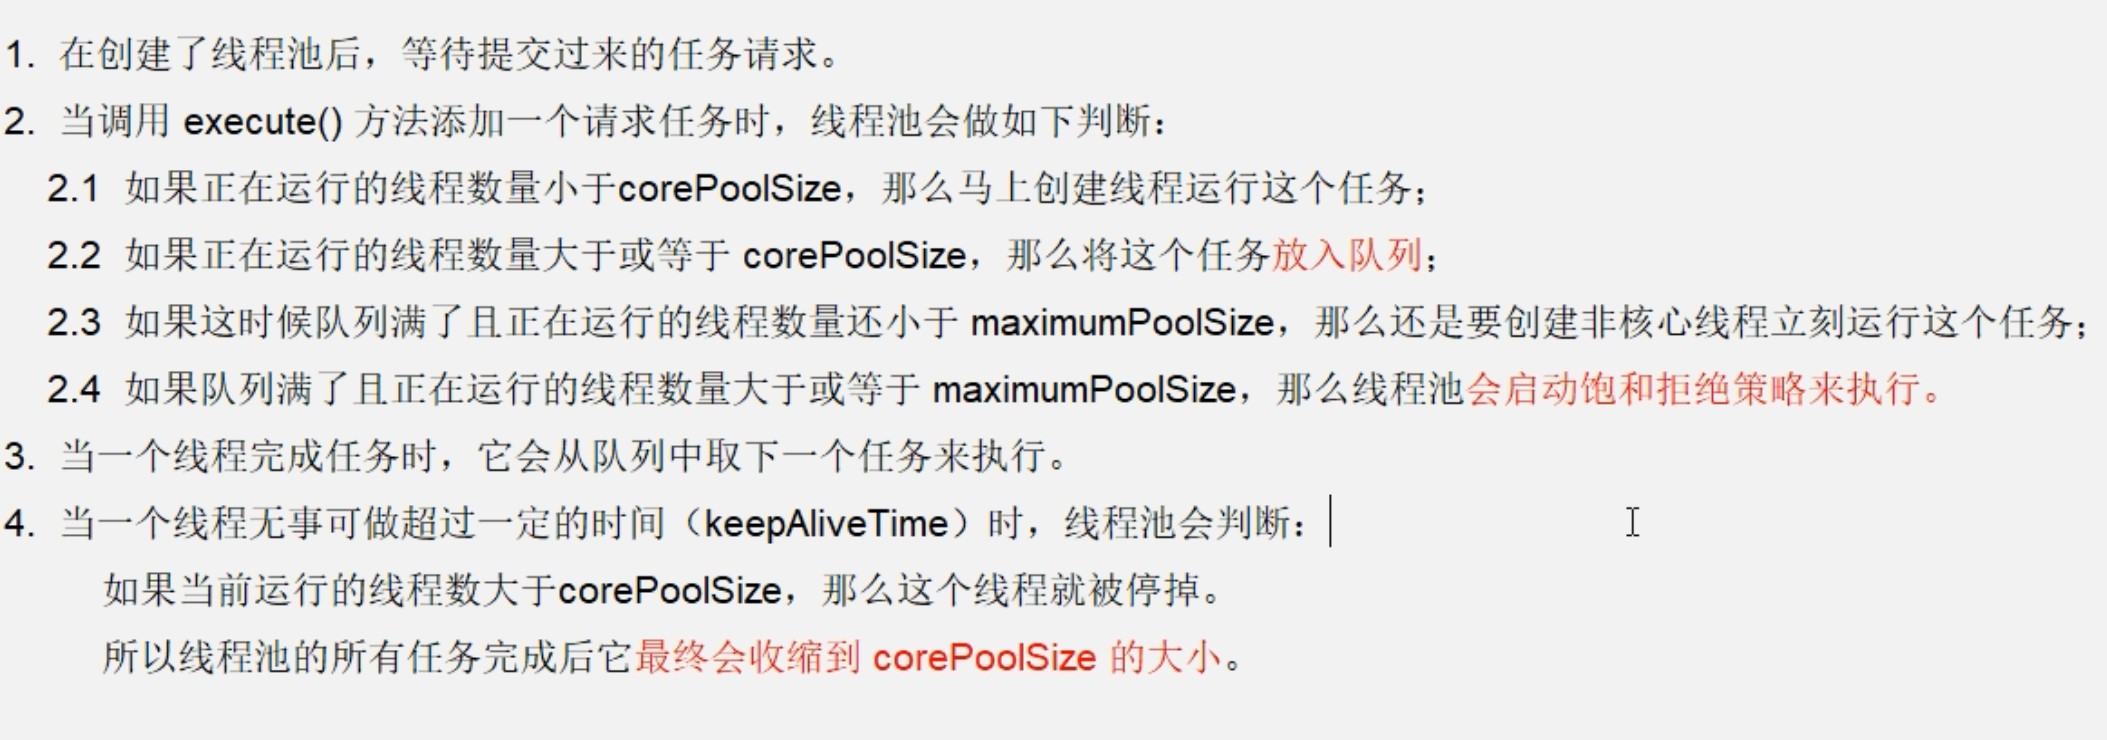 1. 在创建了线程池后，等待提交过来的任务请求。
2. 当调用 execute() 方法添加一个请求任务时，线程池会做如下判断：
2.1 如果正在运行的线程数量小于corePoolSize，那么马上创建线程运行这个任务；
2.2 如果正在运行的线程数量大于或等于 corePoolSize，那么将这个任务放入队列；
2.3 如果这时候队列满了且正在运行的线程数量还小于 maximumPoolSize，那么还是要创建非核心线程立刻运行这个任务；
2.4 如果队列满了且正在运行的线程数量大于或等于 maximumPoolSize，那么线程池会启动饱和拒绝策略来执行。
3. 当一个线程完成任务时，它会从队列中取下一个任务来执行。
4. 当一个线程无事可做超过一定的时间（keepAliveTime）时，线程池会判断：
如果当前运行的线程数大于corePoolSize，那么这个线程就被停掉。
所以线程池的所有任务完成后它最终会收缩到 corePoolSize 的大小。